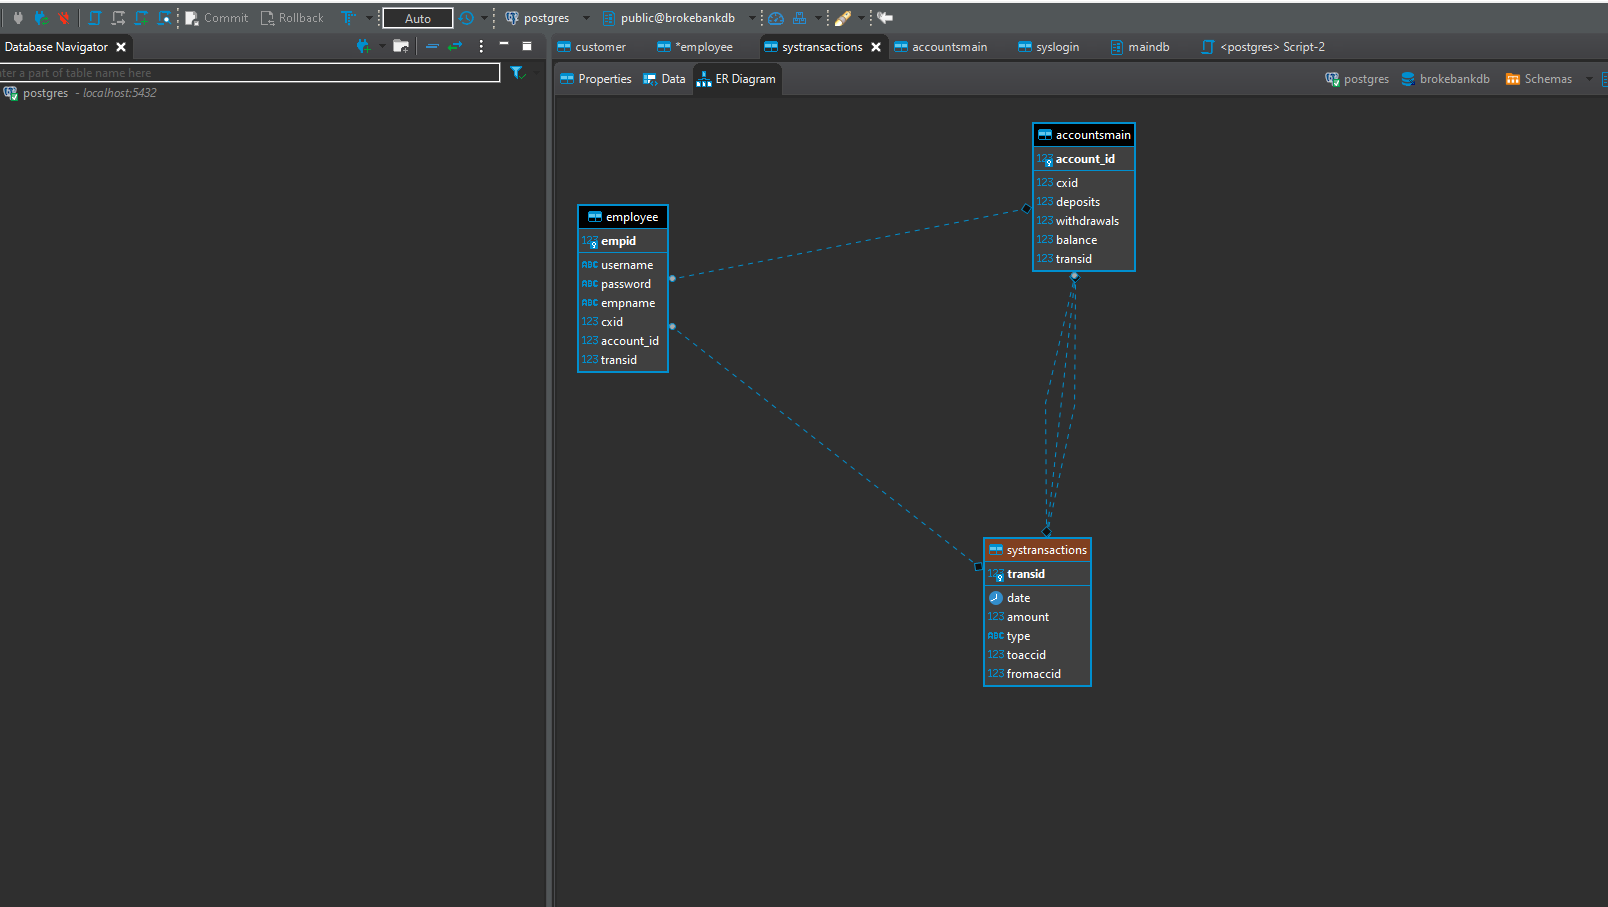 Commit
Rollback
Auto
postgres
public@brokebankdb
Database Navigator
customer
*employee
systransactions
accountsmain
syslogin
maindb
<postgres> Script-2
ter a part of table name here
Properties
Data
ER Diagram
postgres
brokebankdb
Schemas
postgres - localhost:5432
accountsmain
123 account_id
123 cxid
123 deposits
123 withdrawals
123 balance
123 transid
employee
123 empid
ABC username
ABC password
ABC empname
123 cxid
123 account_id
123 transid
systransactions
123 transid
date
123 amount
ABC type
123 toaccid
123 fromaccid